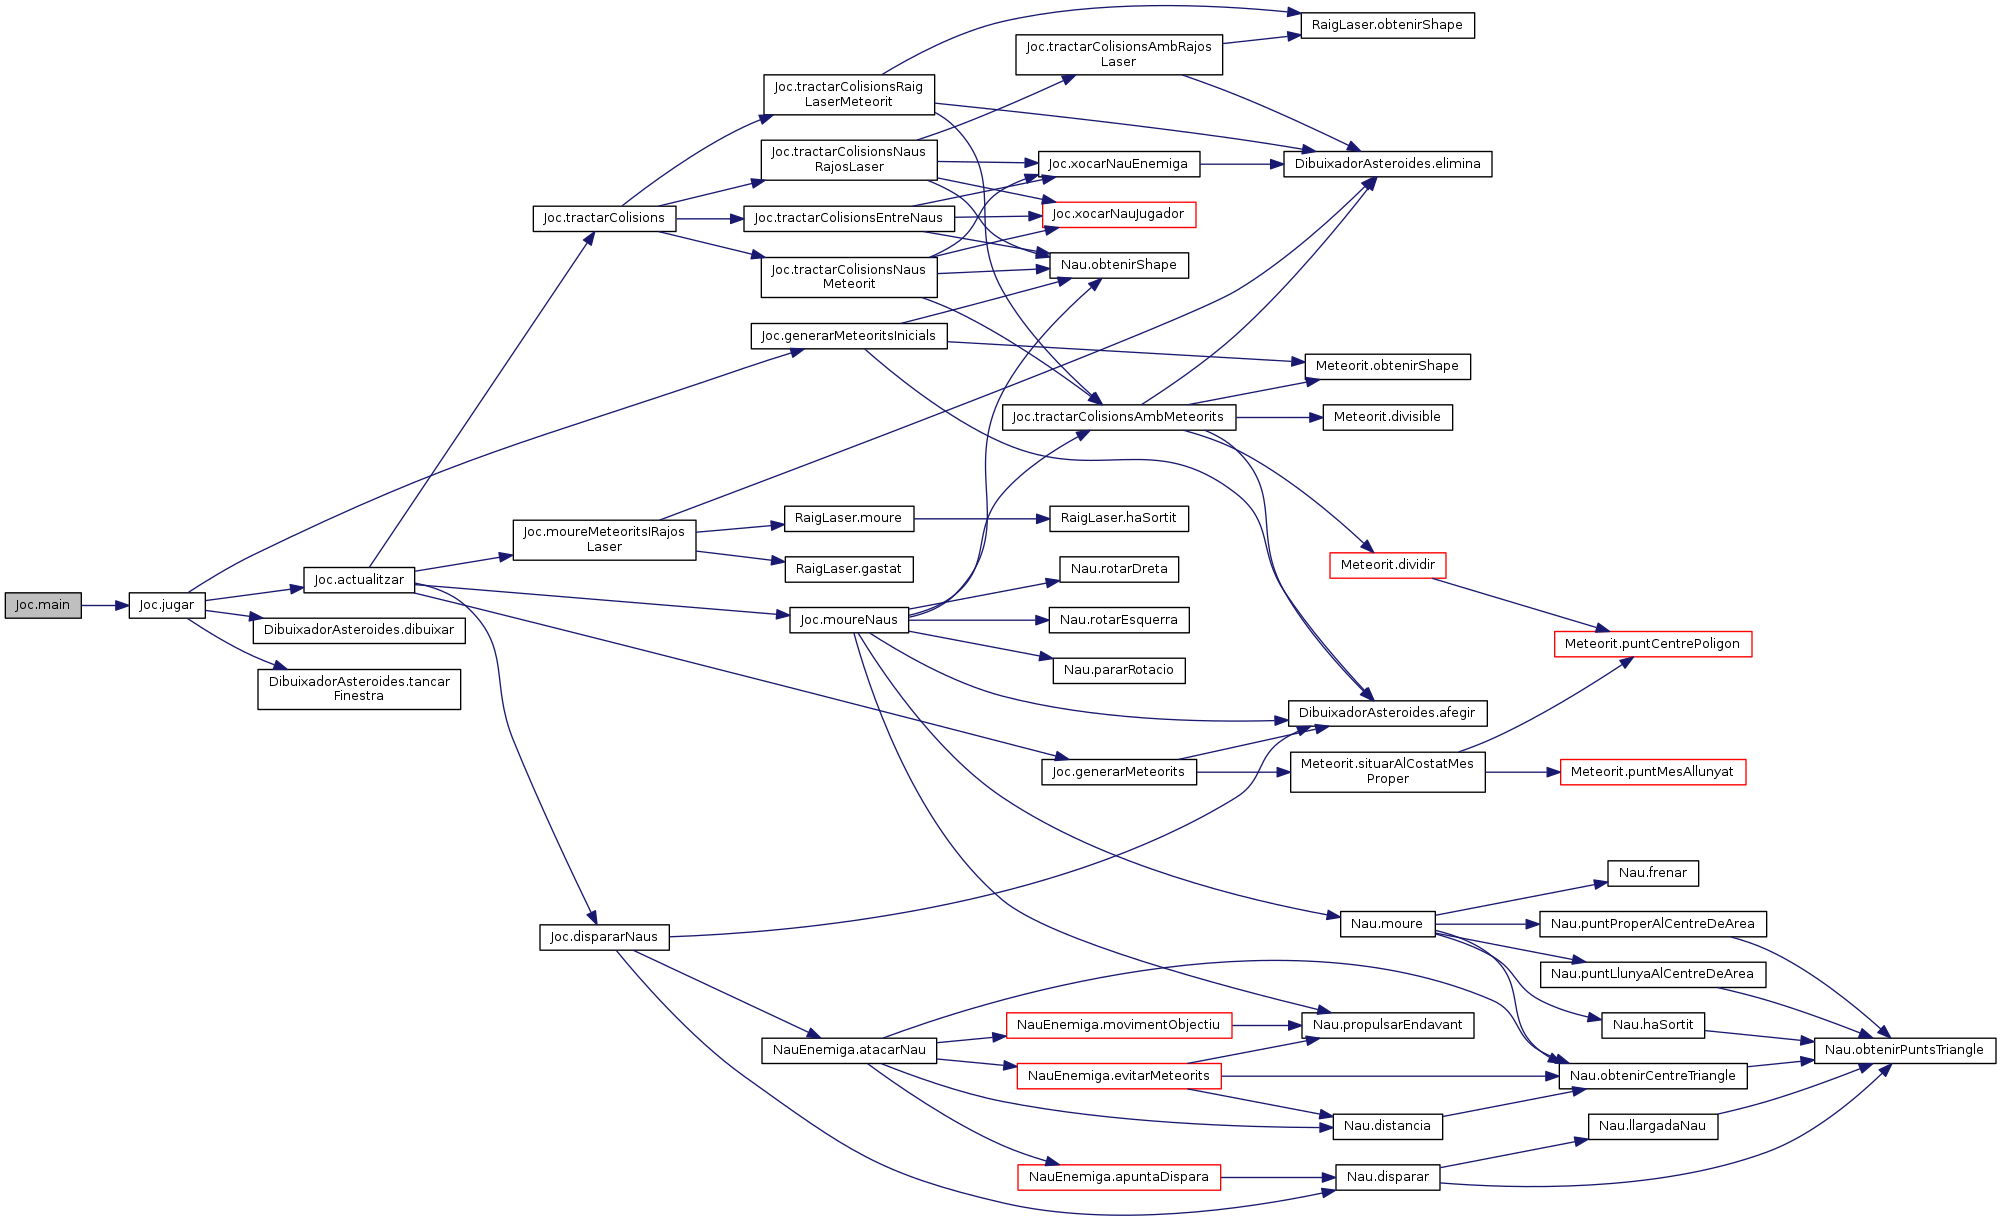 Joc.main
Joc.jugar
Joc.actualitzar
DibuixadorAsteroides.dibuixar
DibuixadorAsteroides.tancar
Finestra
Joc.tractarColisions
Joc.moureMeteoritsIRajos
Laser
Joc.dispararNaus
Joc.tractarColisionsRaig
LaserMeteorit
Joc.tractarColisionsNaus
RajosLaser
Joc.tractarColisionsEntreNaus
Joc.tractarColisionsNaus
Meteorit
Joc.generarMeteoritsInicials
RaigLaser.moure
RaigLaser.gastat
Joc.moureNaus
NauEnemiga.atacarNau
Joc.tractarColisionsAmbRajos
Laser
Joc.xocarNauEnemiga
Joc.xocarNauJugador
Nau.obtenirShape
Joc.tractarColisionsAmbMeteorits
RaigLaser.haSortit
Nau.rotarDreta
Nau.rotarEsquerra
Nau.pararRotacio
Joc.generarMeteorits
NauEnemiga.movimentObjectiu
NauEnemiga.evitarMeteorits
NauEnemiga.apuntaDispara
RaigLaser.obtenirShape
DibuixadorAsteroides.elimina
Meteorit.obtenirShape
Meteorit.divisible
Meteorit.dividir
DibuixadorAsteroides.afegir
Meteorit.situarAlCostatMes
Proper
Nau.moure
Nau.propulsarEndavant
Nau.distancia
Nau.disparar
Meteorit.puntCentrePoligon
Meteorit.puntMesAllunyat
Nau.frenar
Nau.puntProperAlCentreDeArea
Nau.puntLlunyaAlCentreDeArea
Nau.haSortit
Nau.obtenirCentreTriangle
Nau.llargadaNau
Nau.obtenirPuntsTriangle